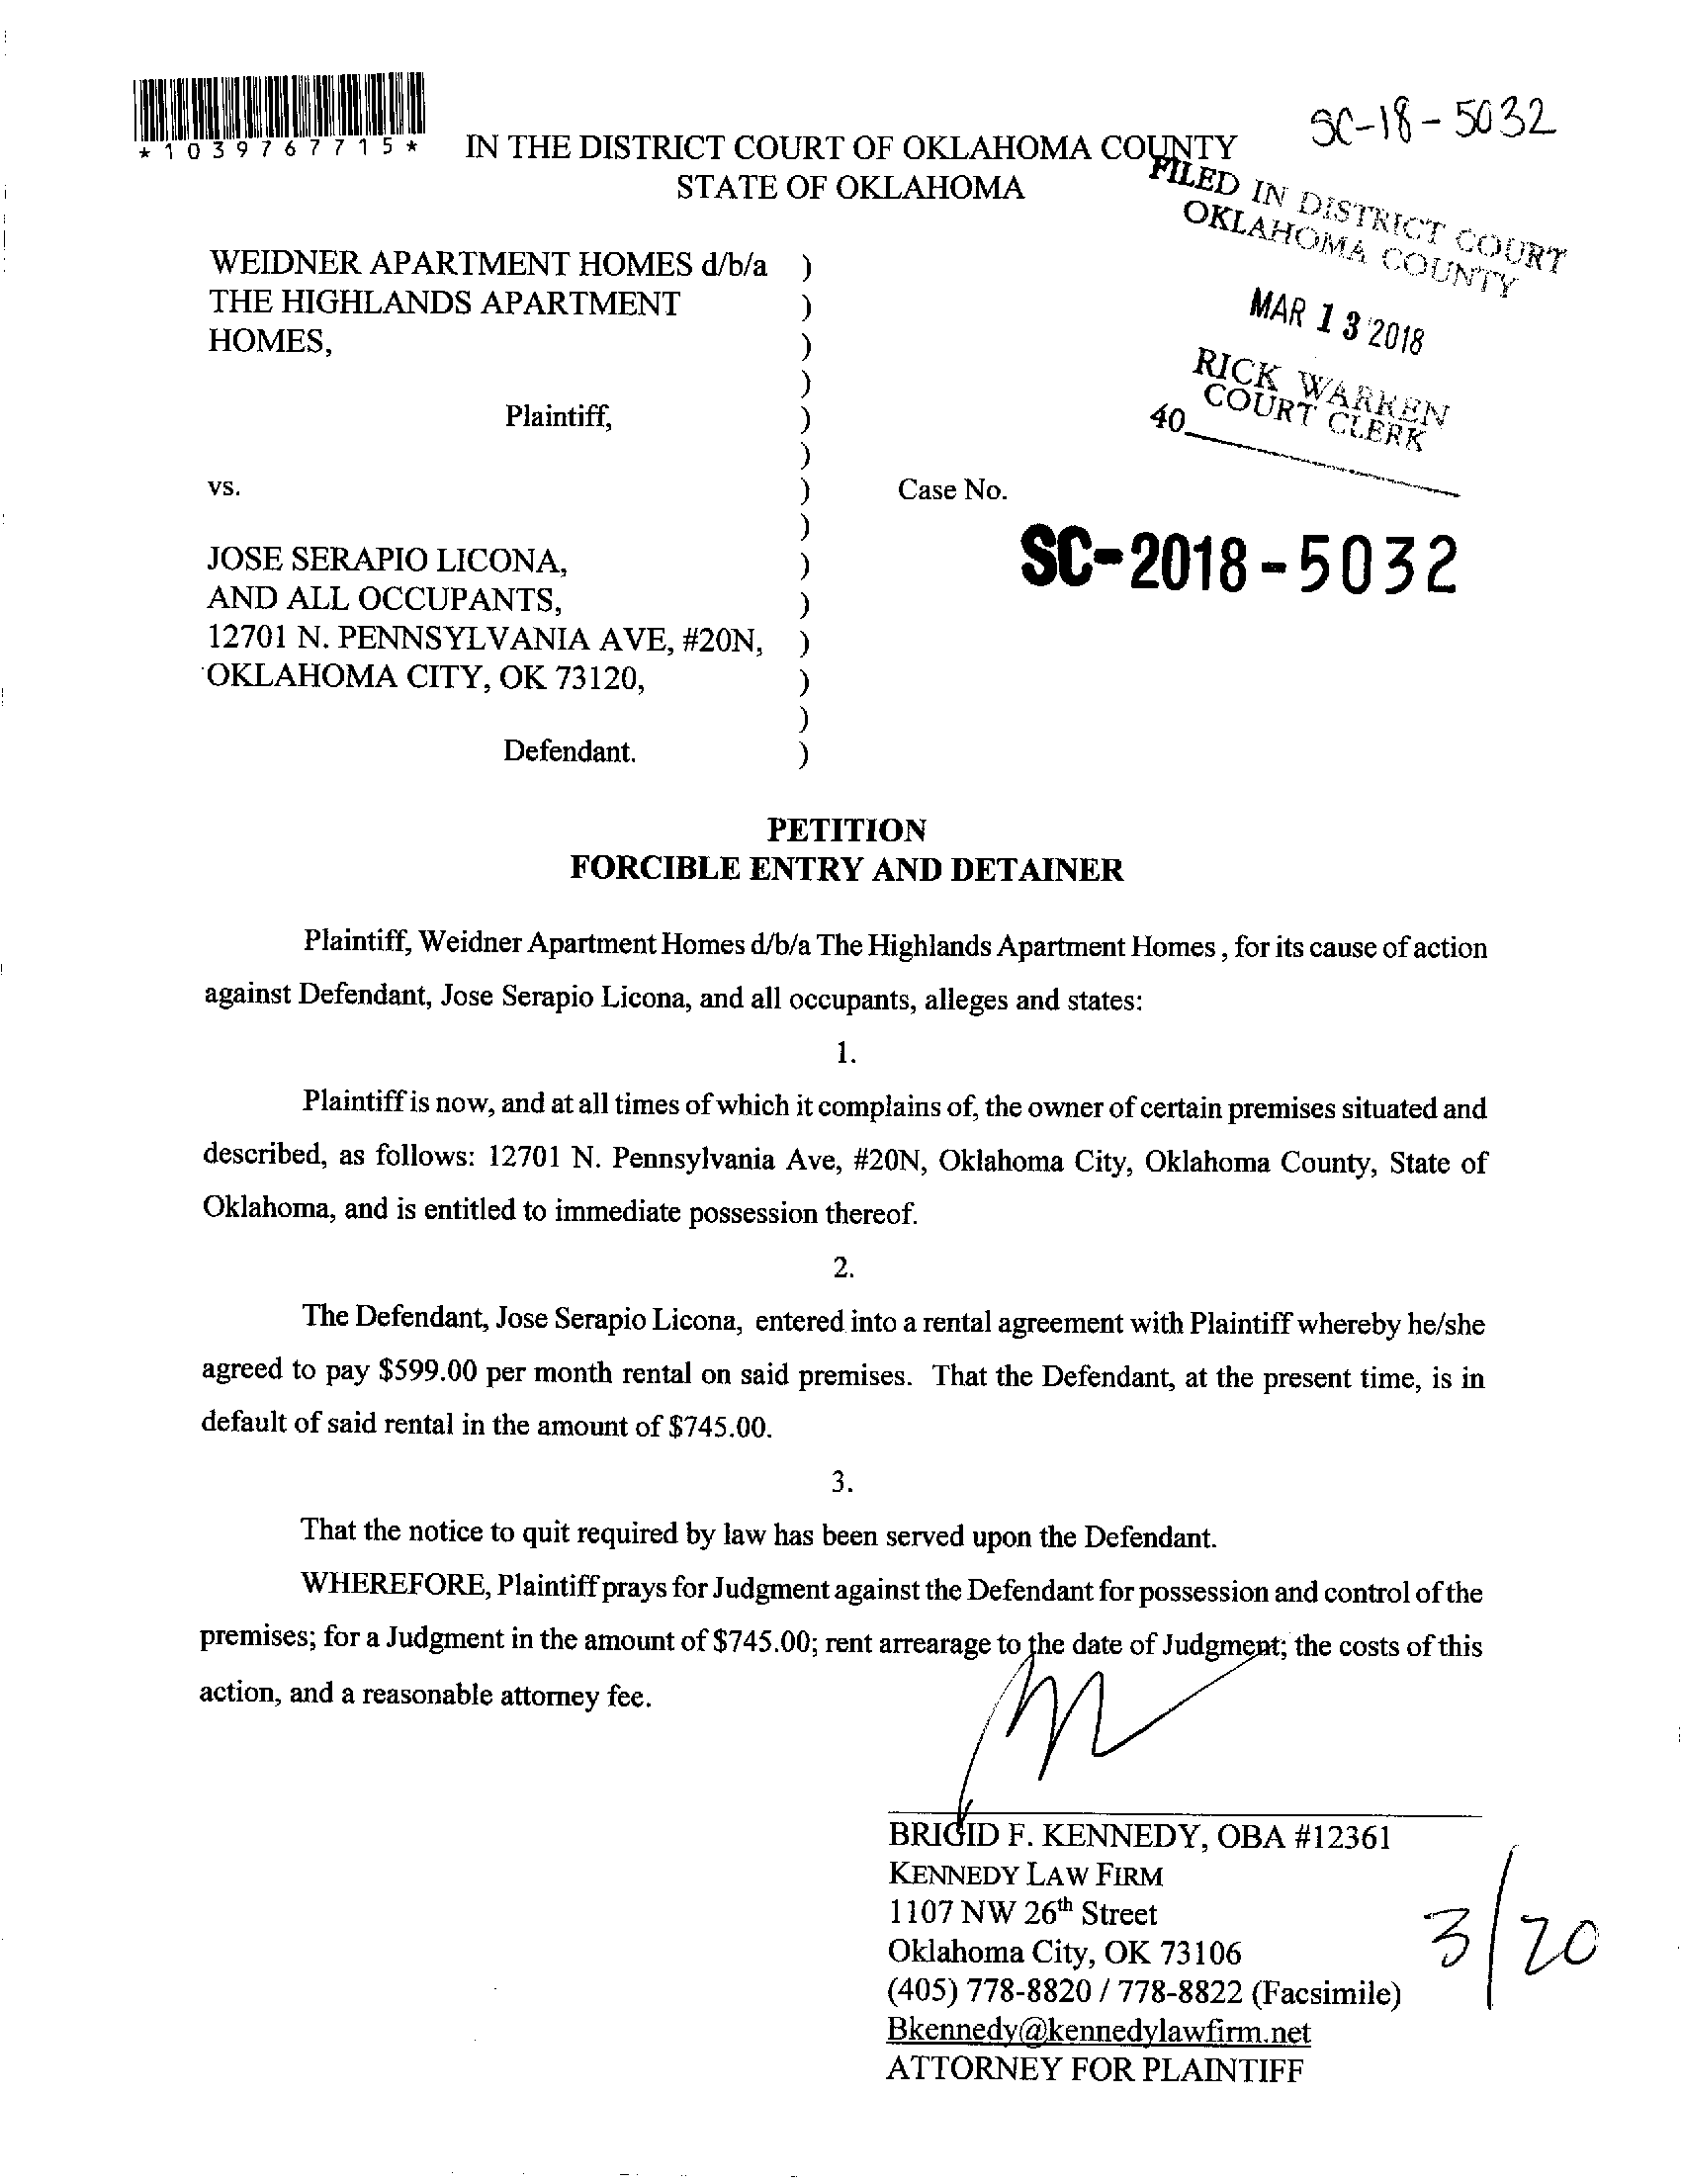 *1039767715*
SC-18-5032
IN THE DISTRICT COURT OF OKLAHOMA COUNTY
STATE OF OKLAHOMA
FILED IN DISTRICT COURT
OKLAHOMA COUNTY
MAR 13 2018
RICK WARREN
COURT CLERK
40
WEIDNER APARTMENT HOMES d/b/a )
THE HIGHLANDS APARTMENT )
HOMES, )
)
Plaintiff, )
)
vs. ) Case No.
)
SC-2018-5032
JOSE SERAPIO LICONA, )
AND ALL OCCUPANTS, )
12701 N. PENNSYLVANIA AVE, #20N, )
OKLAHOMA CITY, OK 73120, )
)
Defendant. )
PETITION
FORCIBLE ENTRY AND DETAINER
Plaintiff, Weidner Apartment Homes d/b/a The Highlands Apartment Homes , for its cause of action
against Defendant, Jose Serapio Licona, and all occupants, alleges and states:
1.
Plaintiff is now, and at all times of which it complains of, the owner of certain premises situated and
described, as follows: 12701 N. Pennsylvania Ave, #20N, Oklahoma City, Oklahoma County, State of
Oklahoma, and is entitled to immediate possession thereof.
2.
The Defendant, Jose Serapio Licona, entered into a rental agreement with Plaintiff whereby he/she
agreed to pay $599.00 per month rental on said premises. That the Defendant, at the present time, is in
default of said rental in the amount of $745.00.
3.
That the notice to quit required by law has been served upon the Defendant.
WHEREFORE, Plaintiff prays for Judgment against the Defendant for possession and control of the
premises; for a Judgment in the amount of $745.00; rent arrearage to the date of Judgment; the costs of this
action, and a reasonable attorney fee.
BRIGID F. KENNEDY, OBA #12361
KENNEDY LAW FIRM
1107 NW 26th Street
Oklahoma City, OK 73106
(405) 778-8820 / 778-8822 (Facsimile)
Bkennedy@kennedylawfirm.net
ATTORNEY FOR PLAINTIFF
3/20